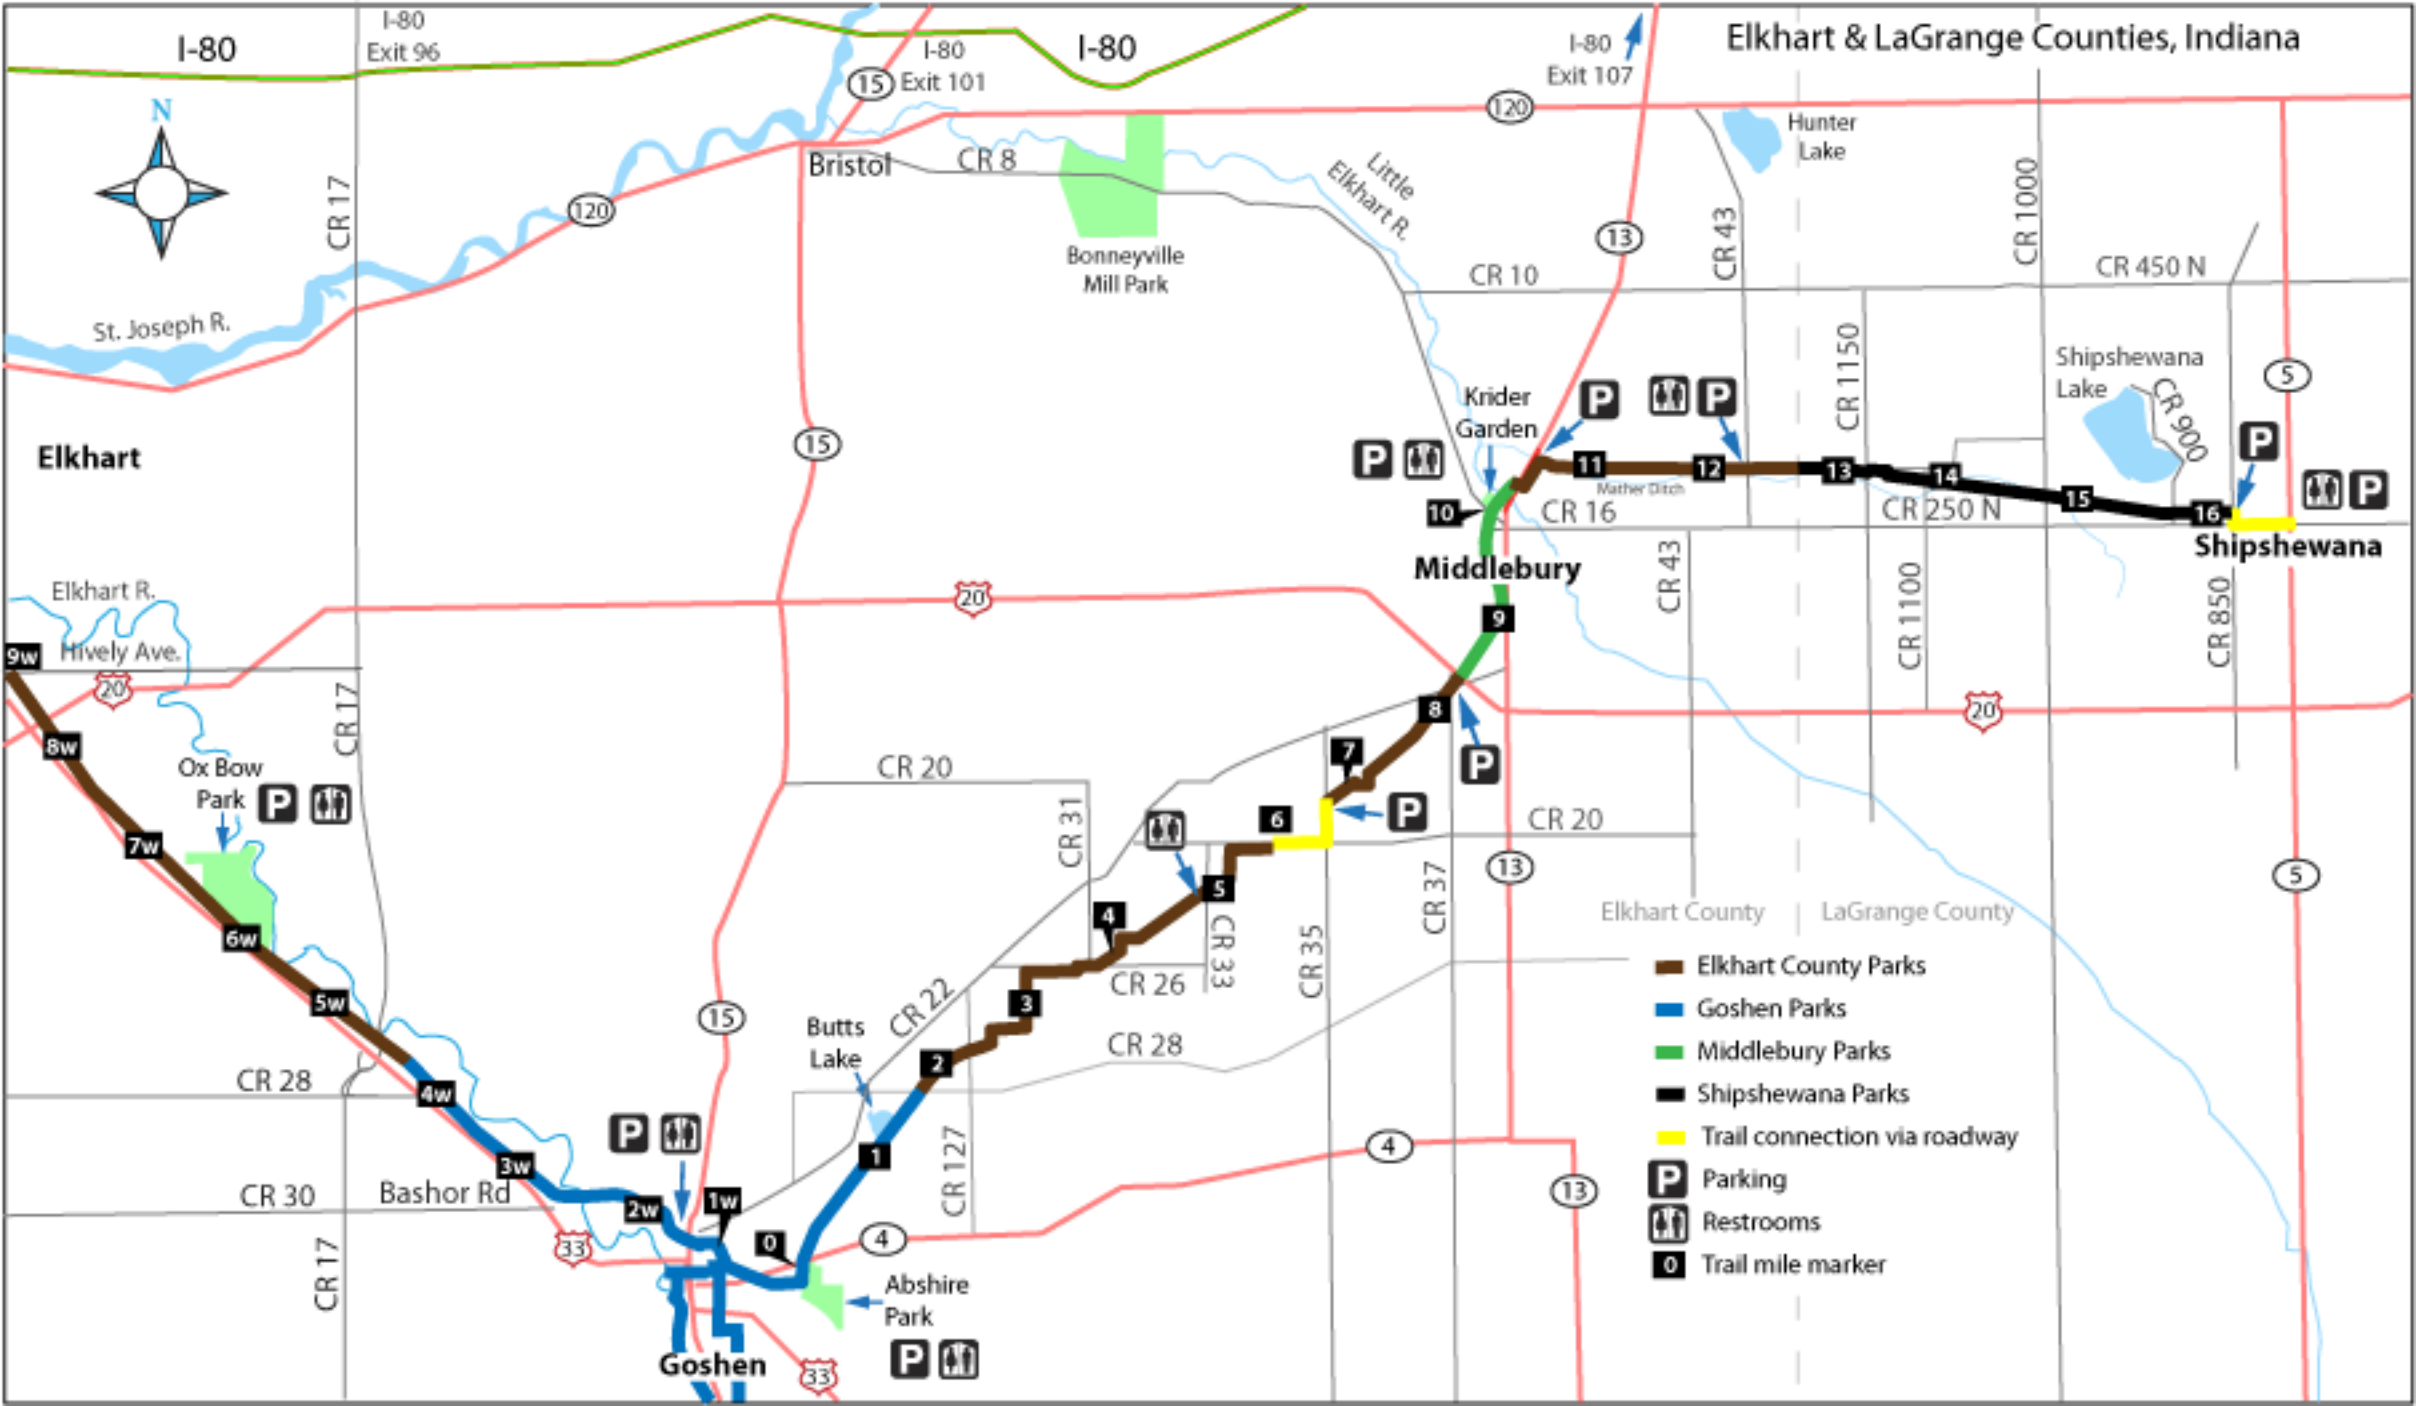 I-80
I-80
Exit 96
I-80
Exit 101
I-80
I-80
Exit 107
Elkhart & LaGrange Counties, Indiana
N
15
120
120
Hunter
Lake
Bristol
CR 8
Little
Elkhart R.
CR 17
120
13
CR 43
CR 1000
Bonneyville
Mill Park
CR 10
CR 450 N
St. Joseph R.
CR 1150
Shipshewana
Lake
CR 900
5
Krider
Garden
P
P
15
Elkhart
P
P
10
11
12
13
14
15
16
P
Mather Ditch
CR 16
CR 250 N
Shipshewana
Middlebury
CR 43
CR 1100
CR 850
Elkhart R.
20
9
9w
Hively Ave.
20
CR 17
8w
8
20
Ox Bow
Park
P
7
P
CR 20
CR 31
6
P
CR 20
7w
5
13
5
CR 37
4
CR 33
CR 35
6w
Elkhart County
LaGrange County
5w
CR 26
3
CR 22
15
Butts
Lake
2
CR 28
CR 28
4w
P
1
CR 127
4
3w
CR 30
Bashor Rd
2w
1w
0
4
33
13
CR 17
Abshire
Park
P
Goshen
33
Elkhart County Parks
Goshen Parks
Middlebury Parks
Shipshewana Parks
Trail connection via roadway
P Parking
Restrooms
0 Trail mile marker